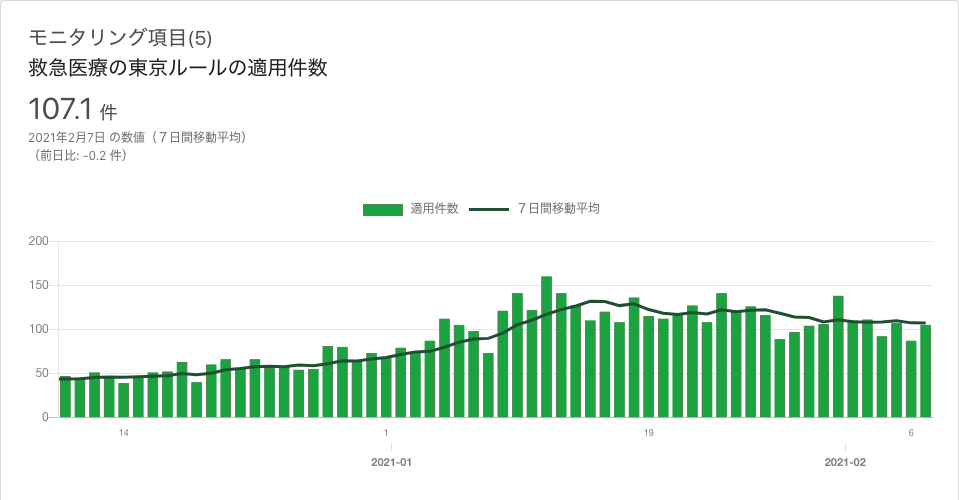 モニタリング項目(5)
救急医療の東京ルールの適用件数
107.1 件
2021年2月7日 の数値（７日間移動平均）
（前日比: -0.2 件）
適用件数 ７日間移動平均
200
150
100
50
0
14 1 19 6
2021-01 2021-02